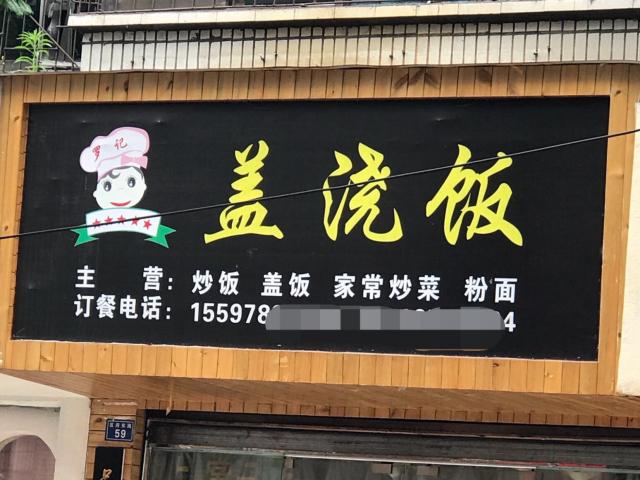 罗记
盖浇饭
主 营：炒饭 盖饭 家常炒菜 粉面
订餐电话：155978 4
59